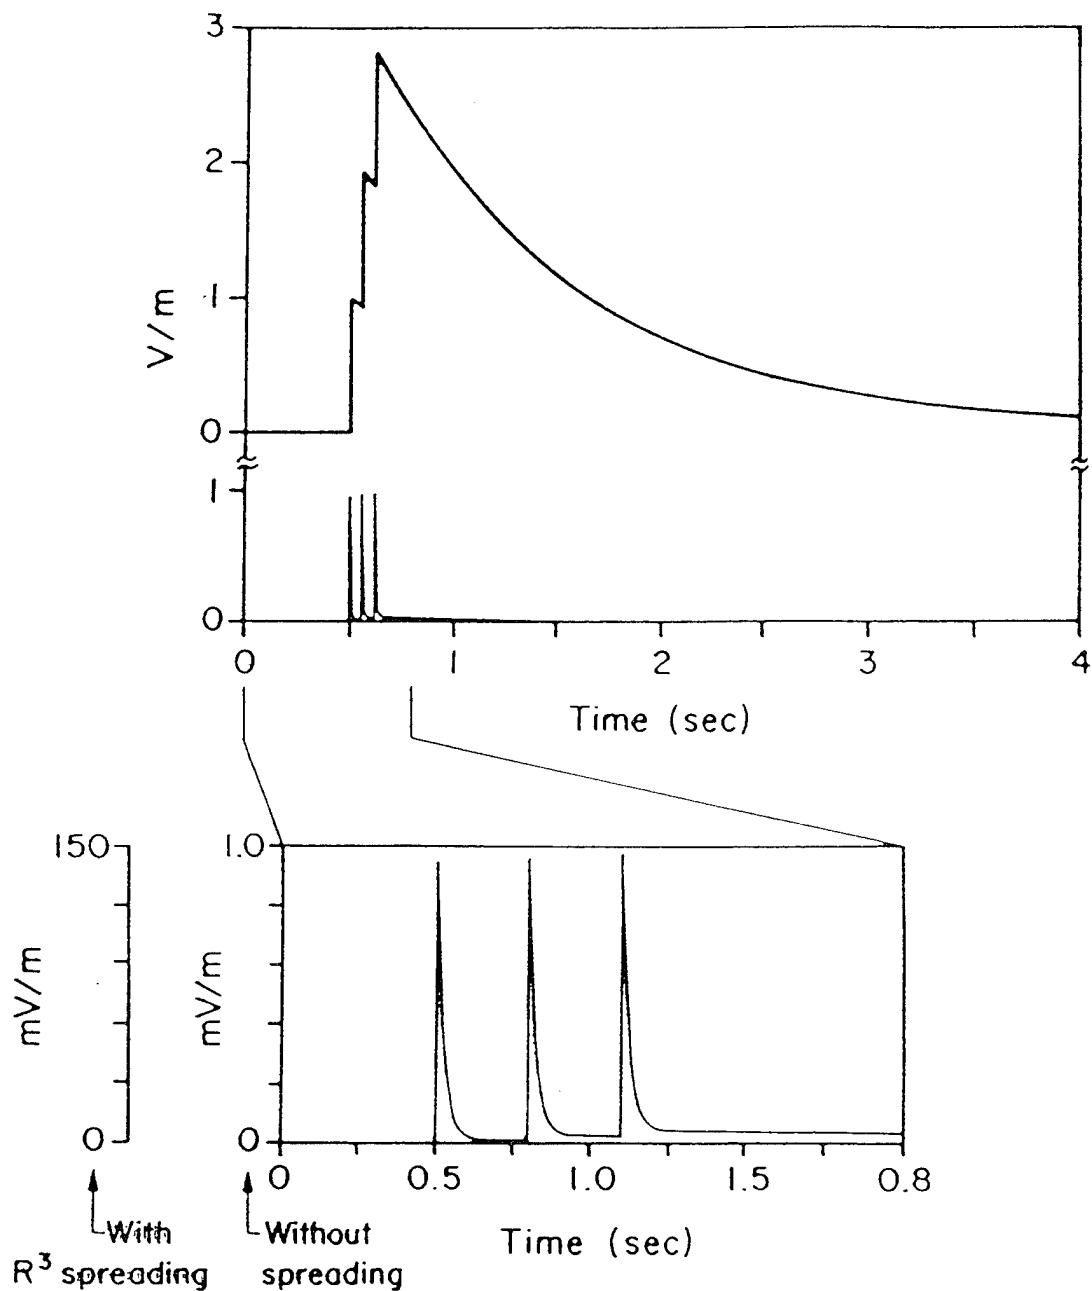 3
2
1
0
V/m
1
0
0 1 2 3 4
Time (sec)
150
0
mV/m
1.0
0
mV/m
0 0.5 1.0 1.5 0.8
Time (sec)
With
R³ spreading
Without
spreading